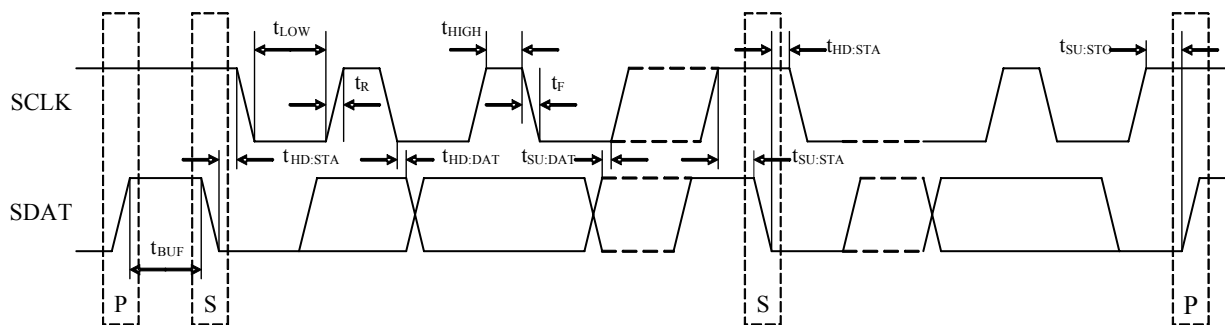 tLOW
tHIGH
tHD:STA
tSU:STO
SCLK
tR
tF
tHD:STA
tHD:DAT
tSU:DAT
tSU:STA
SDAT
tBUF
P
S
S
P